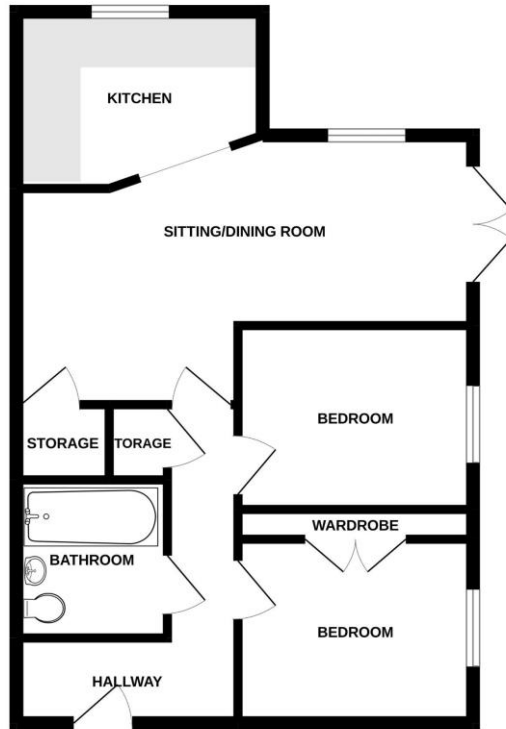 KITCHEN
SITTING/DINING ROOM
BEDROOM
STORAGE
TORAGE
WARDROBE
BATHROOM
BEDROOM
HALLWAY